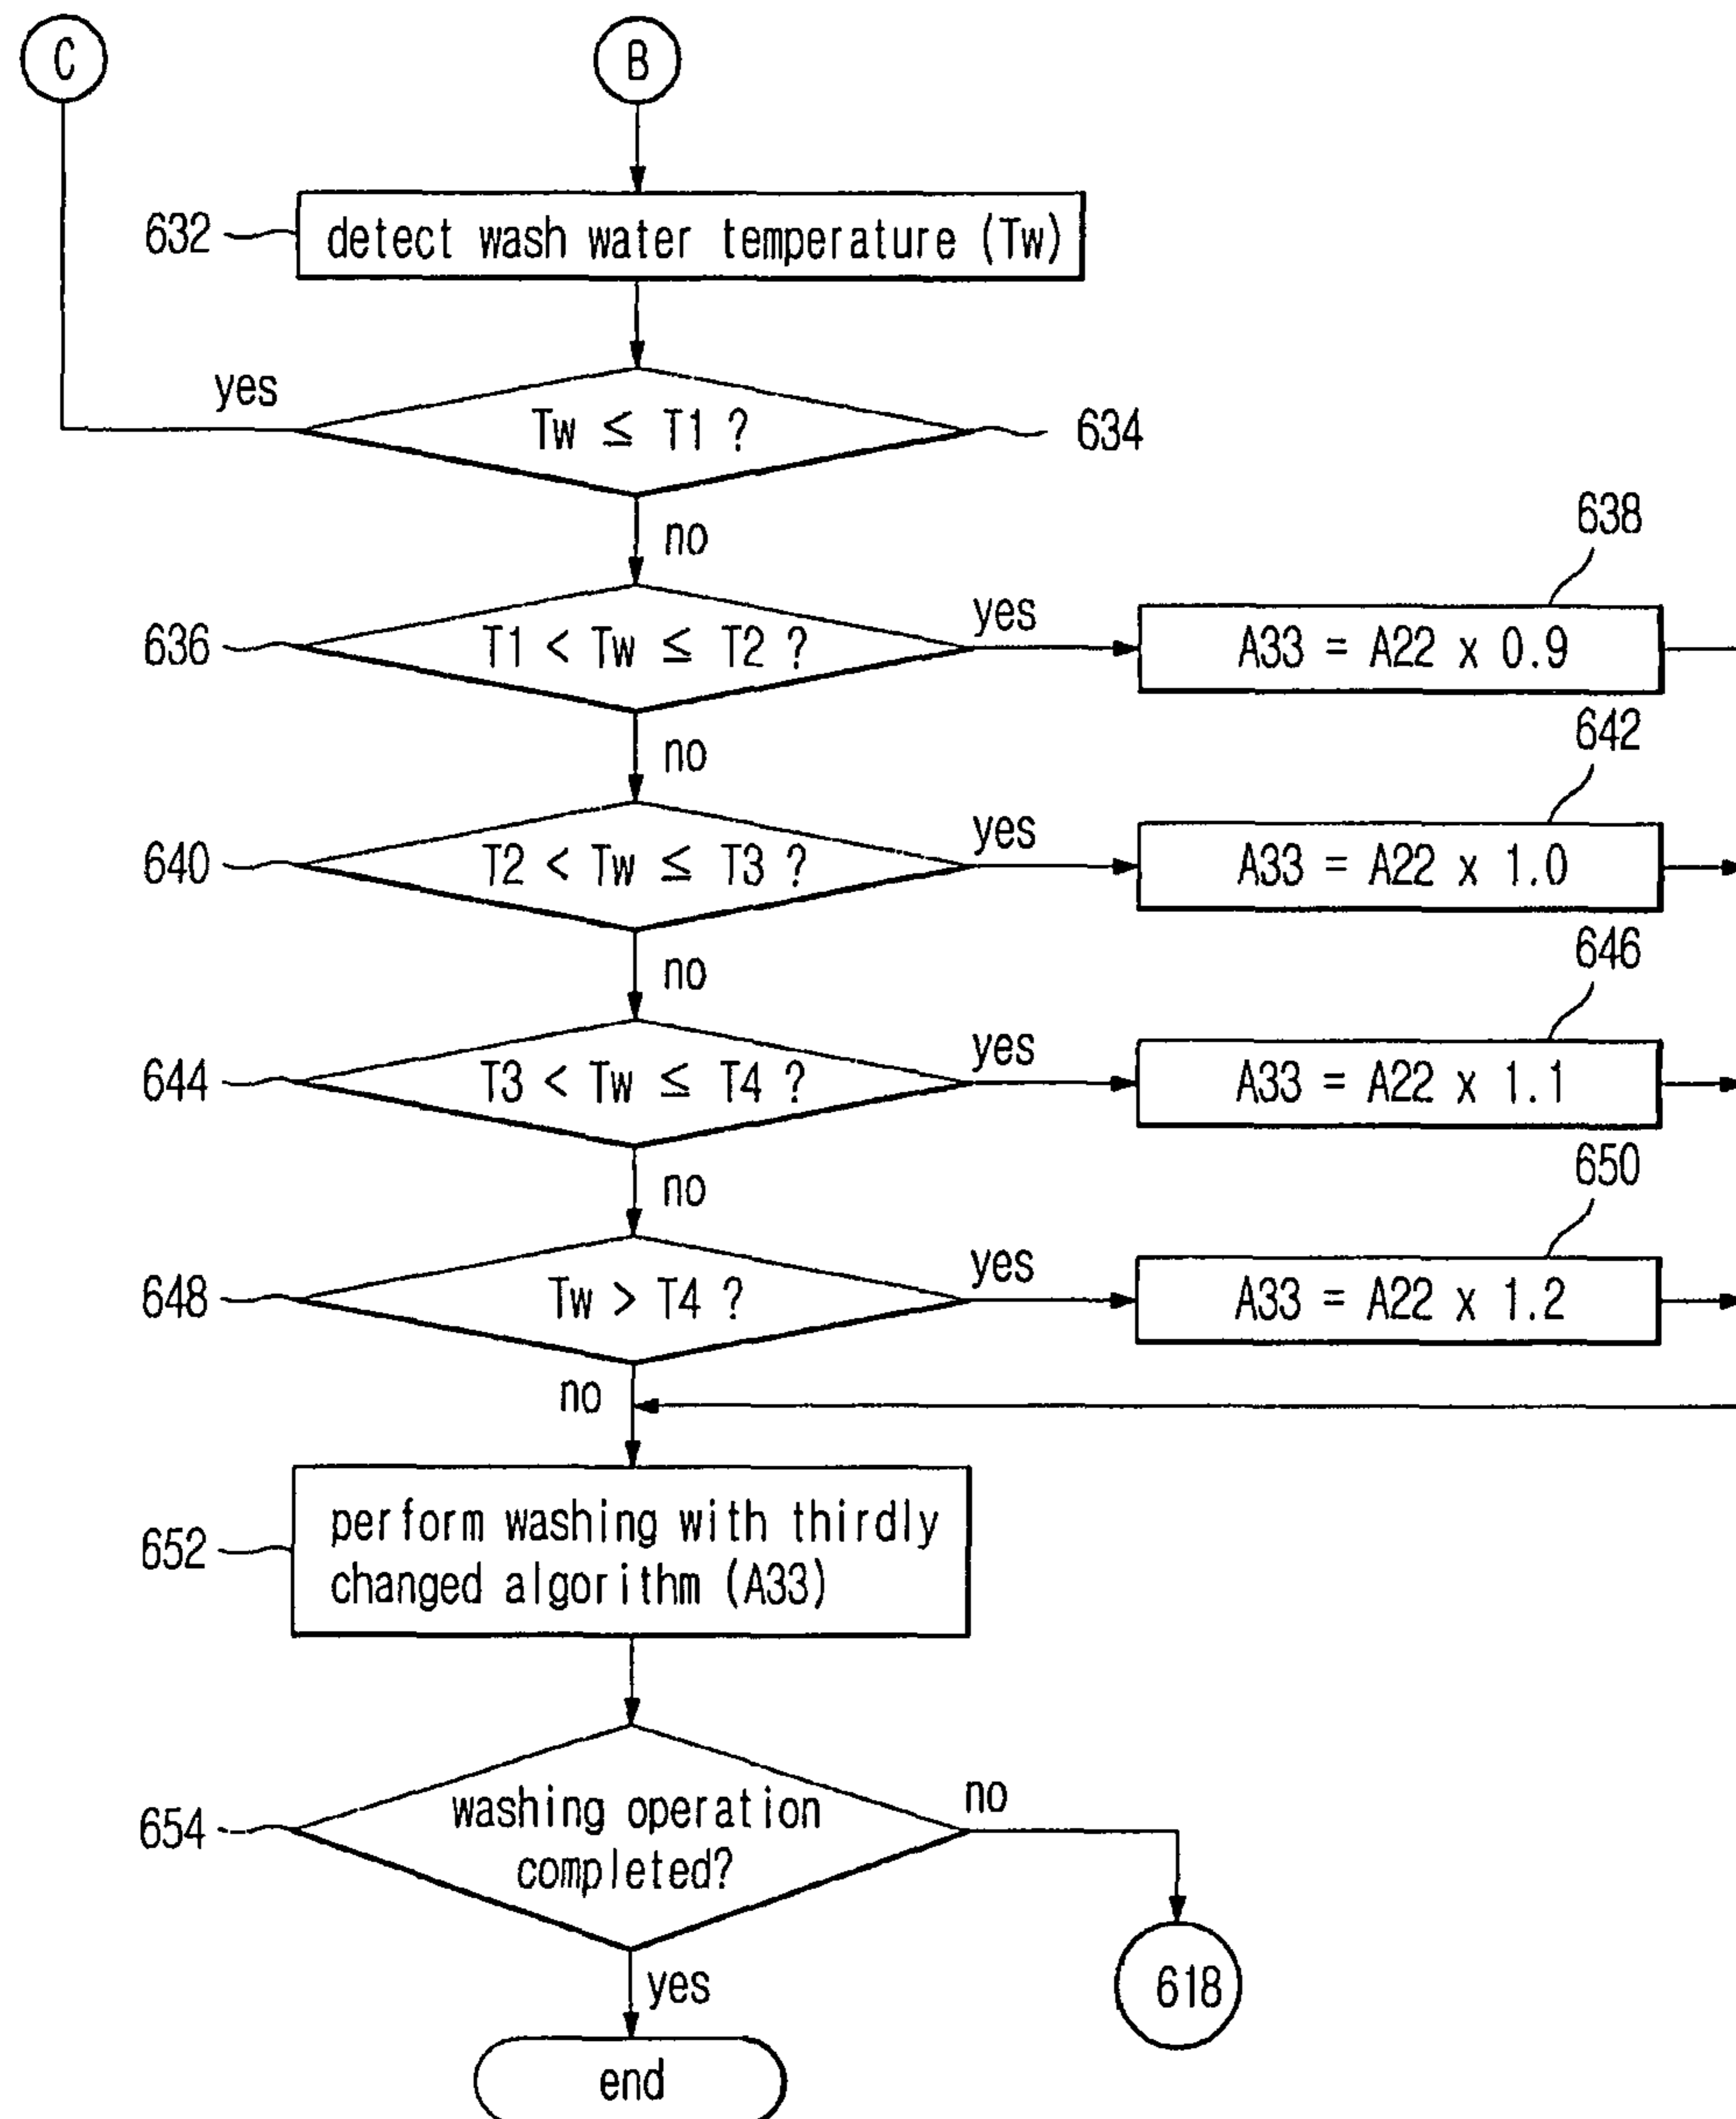 C
B
632
detect wash water temperature (Tw)
yes
Tw ≤ T1 ?
634
no
638
636
T1 < Tw ≤ T2 ?
yes
A33 = A22 x 0.9
no
642
640
T2 < Tw ≤ T3 ?
yes
A33 = A22 x 1.0
no
646
644
T3 < Tw ≤ T4 ?
yes
A33 = A22 x 1.1
no
650
648
Tw > T4 ?
yes
A33 = A22 x 1.2
no
652
perform washing with thirdly
changed algorithm (A33)
654
washing operation
completed?
no
yes
618
end